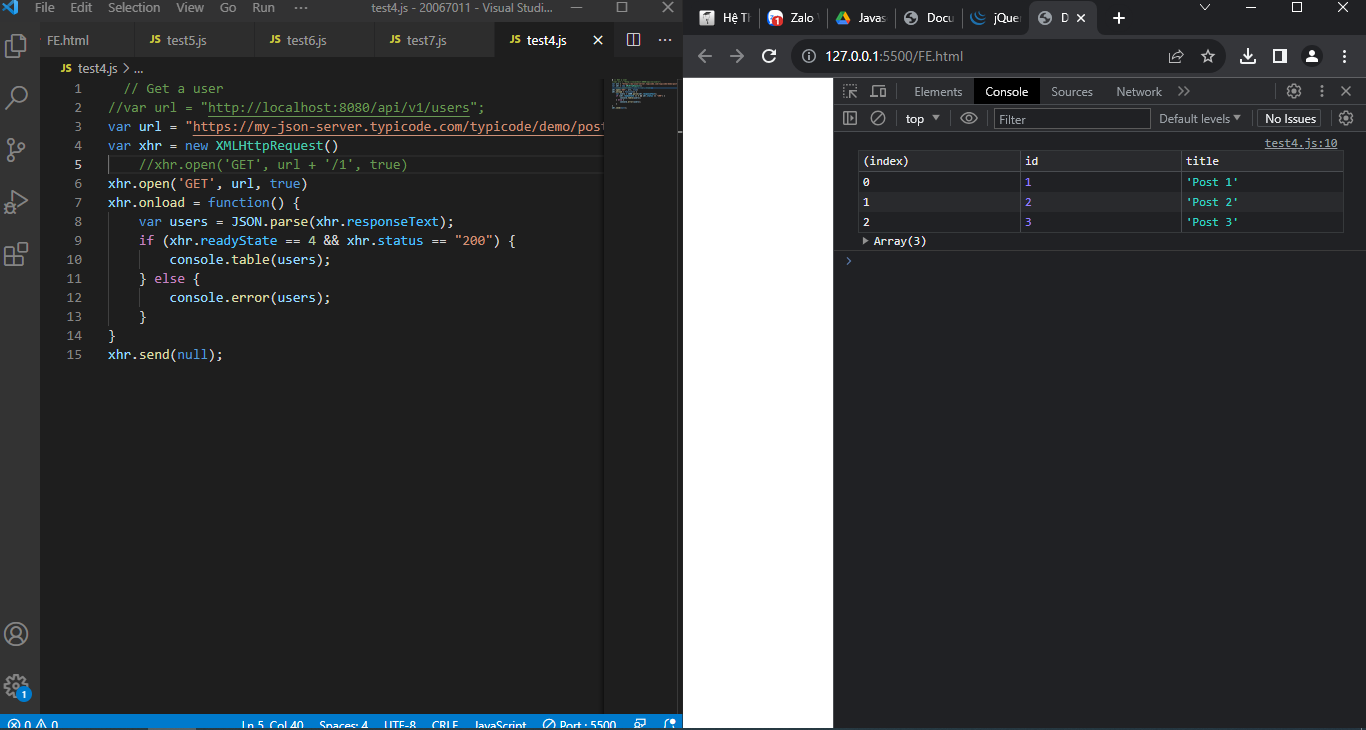 File Edit Selection View Go Run ··· test4.js - 20067011 - Visual Studi...
FE.html JS test5.js JS test6.js JS test7.js JS test4.js
JS test4.js > ...
1 // Get a user
2 //var url = "http://localhost:8080/api/v1/users";
3 var url = "https://my-json-server.typicode.com/typicode/demo/post
4 var xhr = new XMLHttpRequest()
5 //xhr.open('GET', url + '/1', true)
6 xhr.open('GET', url, true)
7 xhr.onload = function() {
8 var users = JSON.parse(xhr.responseText);
9 if (xhr.readyState == 4 && xhr.status == "200") {
10 console.table(users);
11 } else {
12 console.error(users);
13 }
14 }
15 xhr.send(null);
1
0 0 Ln 5, Col 40 Spaces: 4 UTF-8 CRLF JavaScript Port : 5500
Hệ Th Zalo Javas Docu jQue D
127.0.0.1:5500/FE.html
Elements Console Sources Network
top Filter Default levels No Issues
test4.js:10
(index) id title
0 1 'Post 1'
1 2 'Post 2'
2 3 'Post 3'
Array(3)